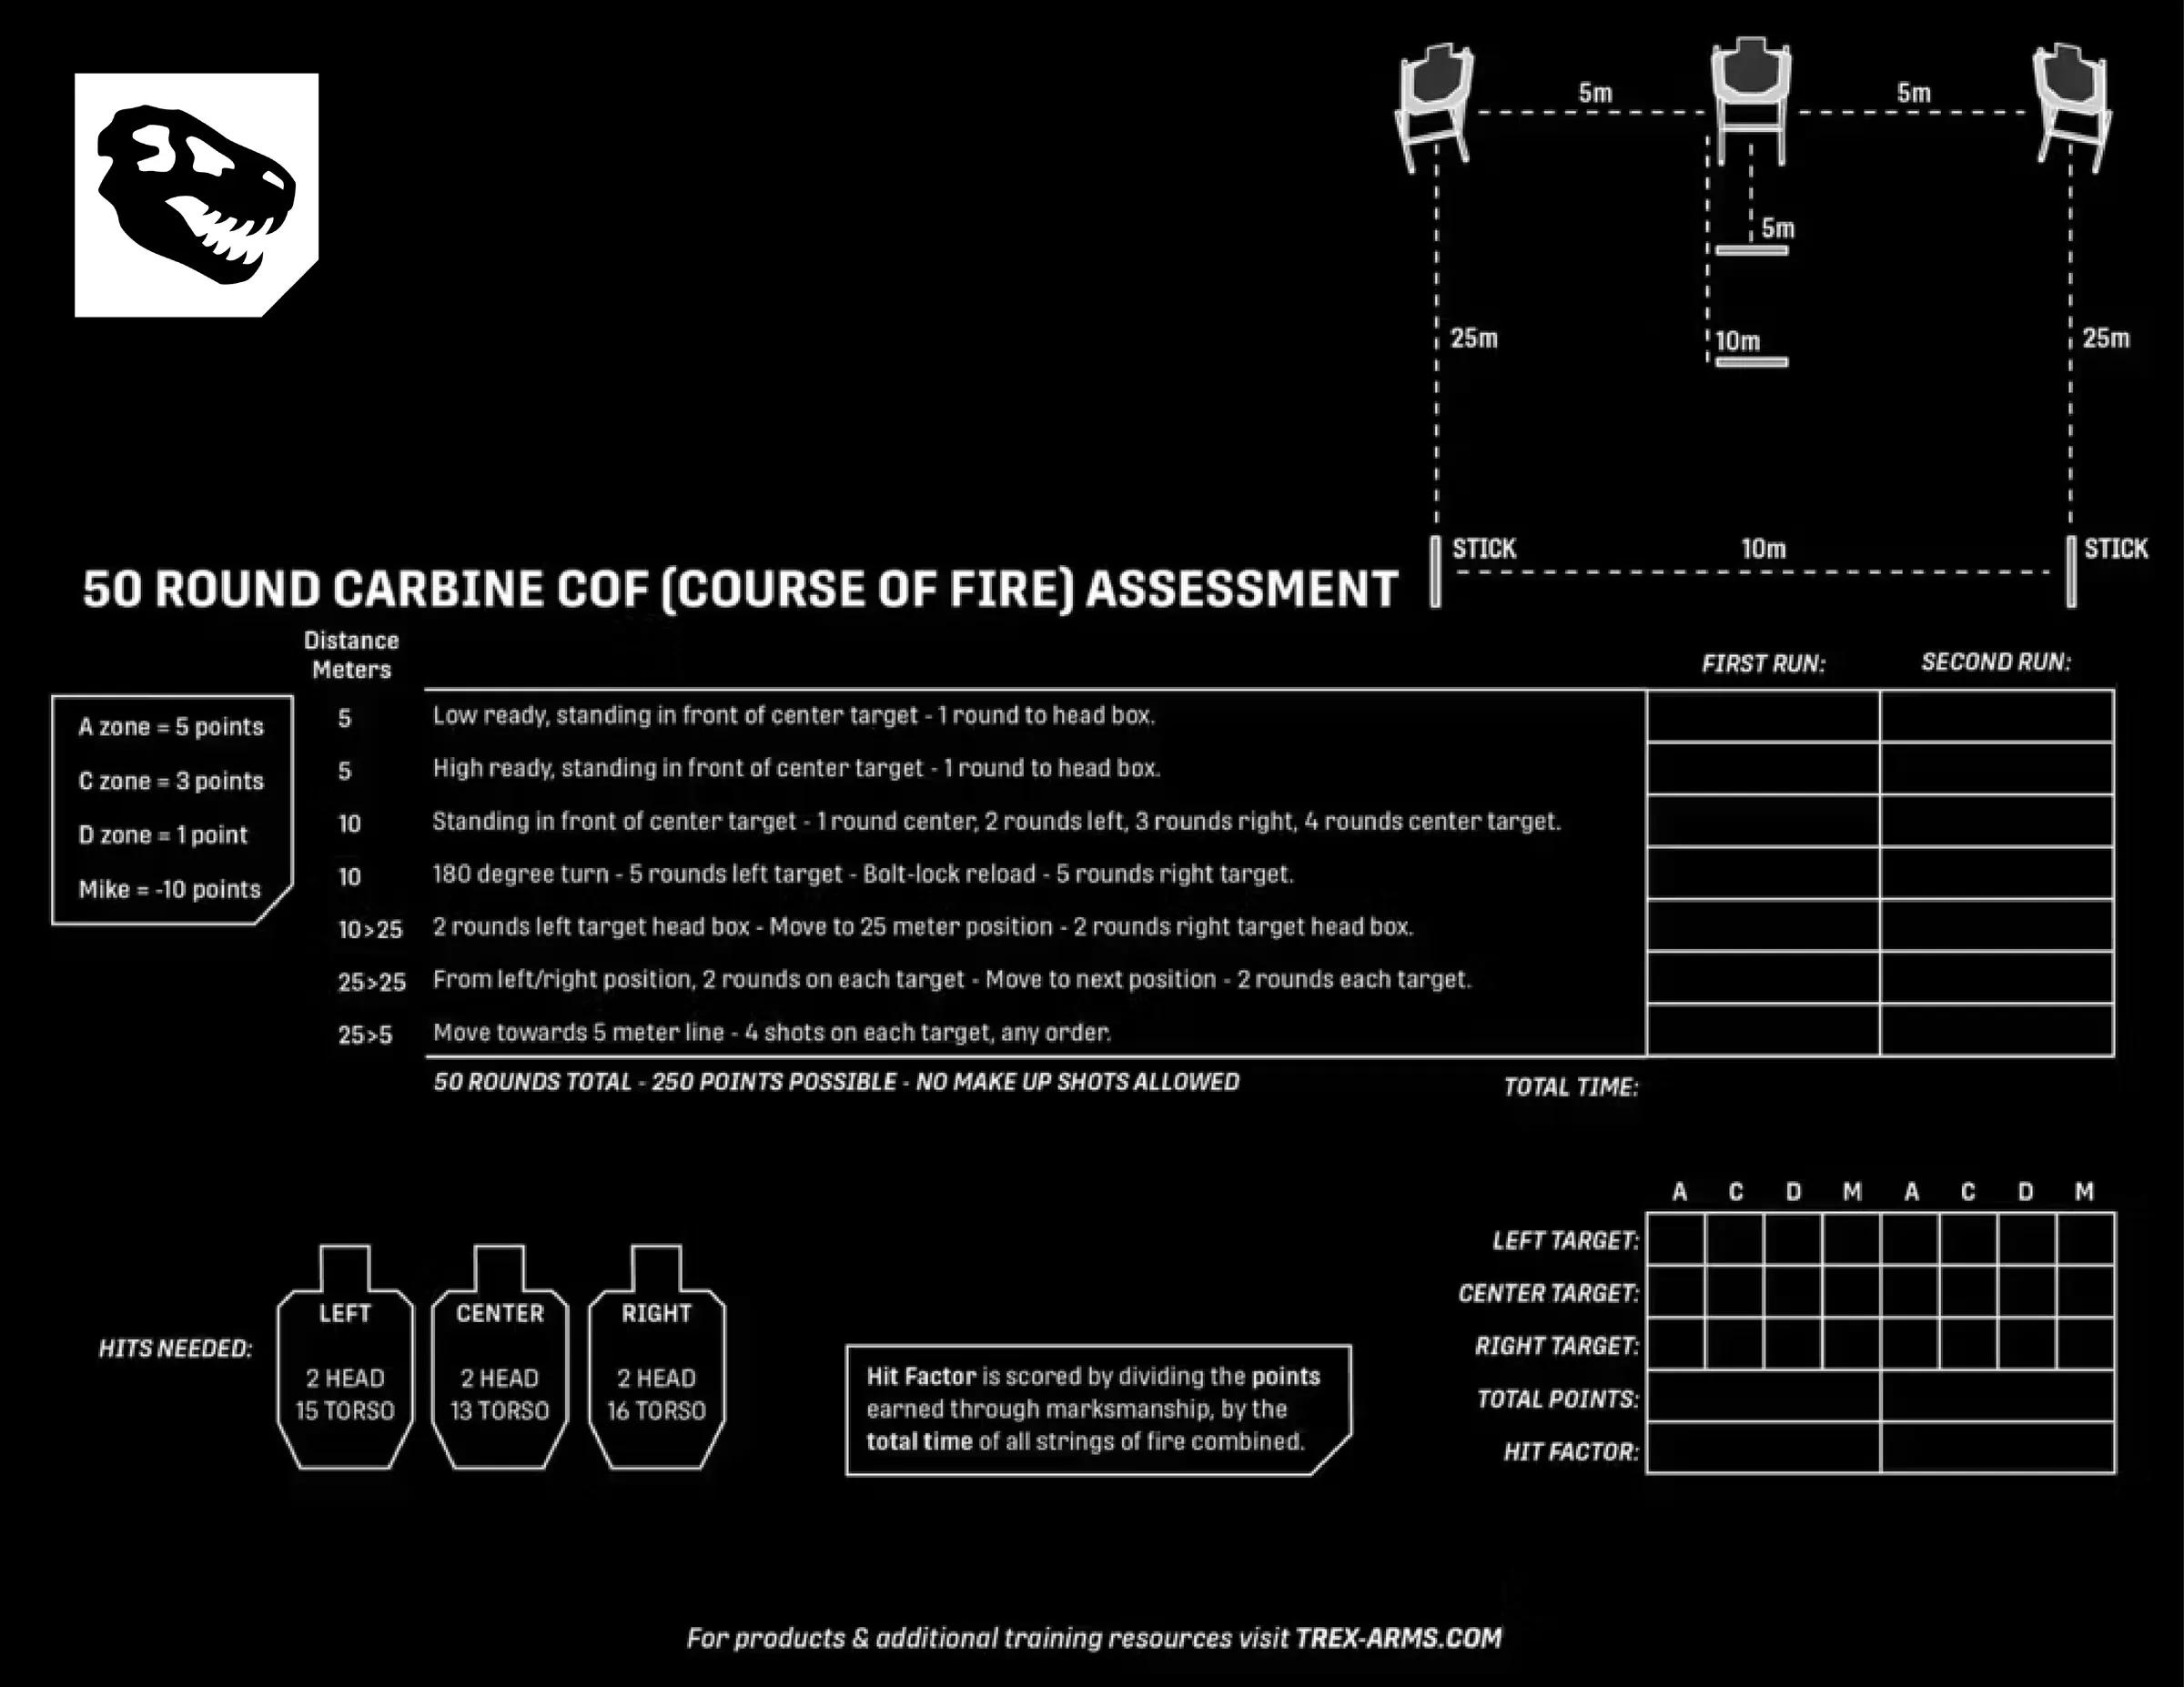 5m 5m
5m
25m 10m 25m
STICK 10m STICK
50 ROUND CARBINE COF (COURSE OF FIRE) ASSESSMENT
Distance
Meters
FIRST RUN: SECOND RUN:
A zone = 5 points
C zone = 3 points
D zone = 1 point
Mike = -10 points
5 Low ready, standing in front of center target - 1 round to head box.
5 High ready, standing in front of center target - 1 round to head box.
10 Standing in front of center target - 1 round center, 2 rounds left, 3 rounds right, 4 rounds center target.
10 180 degree turn - 5 rounds left target - Bolt-lock reload - 5 rounds right target.
10>25 2 rounds left target head box - Move to 25 meter position - 2 rounds right target head box.
25>25 From left/right position, 2 rounds on each target - Move to next position - 2 rounds each target.
25>5 Move towards 5 meter line - 4 shots on each target, any order.
50 ROUNDS TOTAL - 250 POINTS POSSIBLE - NO MAKE UP SHOTS ALLOWED
TOTAL TIME:
A C D M A C D M
LEFT TARGET:
CENTER TARGET:
RIGHT TARGET:
TOTAL POINTS:
HIT FACTOR:
HITS NEEDED:
LEFT
2 HEAD
15 TORSO
CENTER
2 HEAD
13 TORSO
RIGHT
2 HEAD
16 TORSO
Hit Factor is scored by dividing the points
earned through marksmanship, by the
total time of all strings of fire combined.
For products & additional training resources visit TREX-ARMS.COM